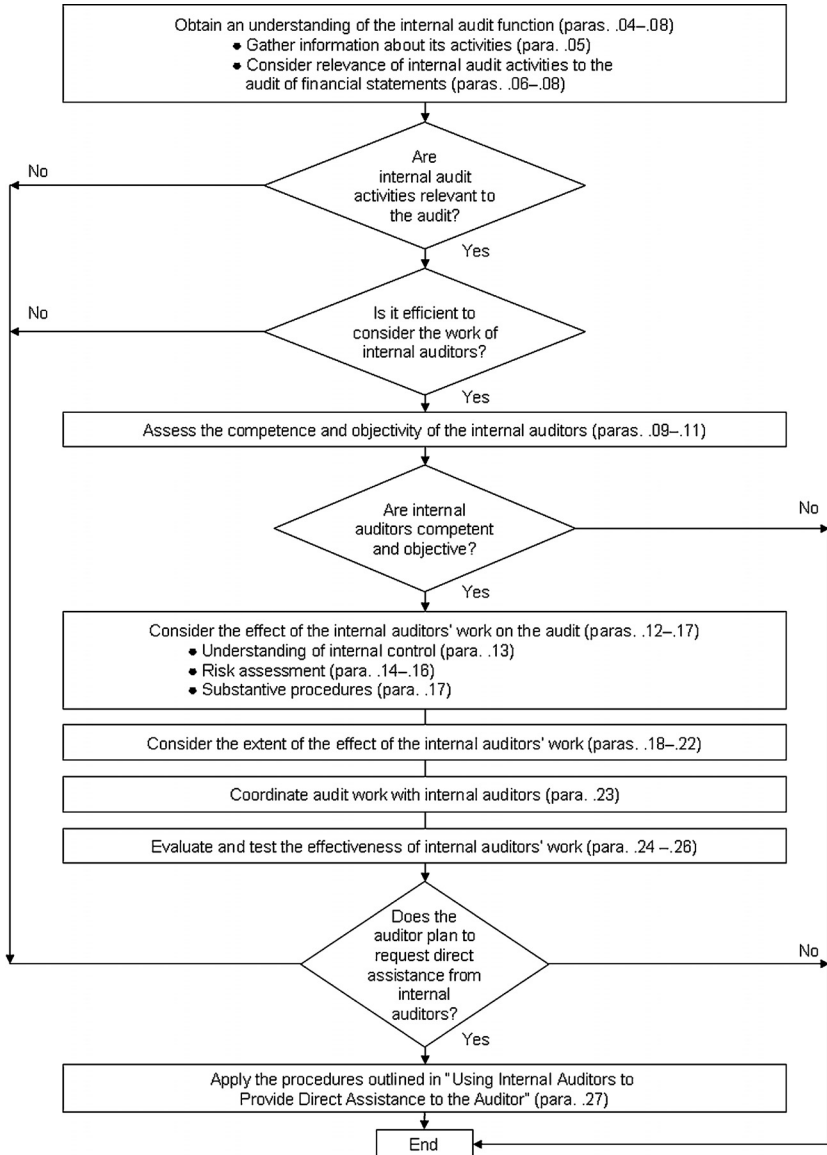 Obtain an understanding of the internal audit function (paras. .04–.08)
● Gather information about its activities (para. .05)
● Consider relevance of internal audit activities to the
audit of financial statements (paras. .06–.08)
Are
internal audit
activities relevant to
the audit?
No
Yes
Is it efficient to
consider the work of
internal auditors?
No
Yes
Assess the competence and objectivity of the internal auditors (paras. .09–.11)
Are internal
auditors competent
and objective?
No
Yes
Consider the effect of the internal auditors' work on the audit (paras. .12–.17)
● Understanding of internal control (para. .13)
● Risk assessment (para. .14–.16)
● Substantive procedures (para. .17)
Consider the extent of the effect of the internal auditors' work (paras. .18–.22)
Coordinate audit work with internal auditors (para. .23)
Evaluate and test the effectiveness of internal auditors' work (para. .24 –.26)
Does the
auditor plan to
request direct
assistance from
internal
auditors?
No
Yes
Apply the procedures outlined in "Using Internal Auditors to
Provide Direct Assistance to the Auditor" (para. .27)
End